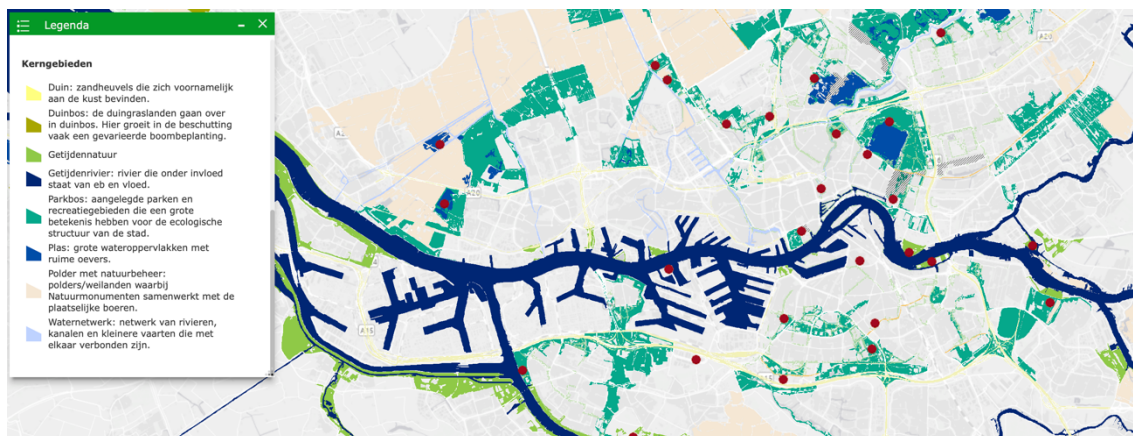 Legenda
Kerngebieden
Duin: zandheuvels die zich voornamelijk
aan de kust bevinden.
Duinbos: de duingraslanden gaan over
in duinbos. Hier groeit in de beschutting
vaak een gevarieerde boombeplanting.
Getijdennatuur
Getijdenrivier: rivier die onder invloed
staat van eb en vloed.
Parkbos: aangelegde parken en
recreatiegebieden die een grote
betekenis hebben voor de ecologische
structuur van de stad.
Plas: grote wateroppervlakken met
ruime oevers.
Polder met natuurbeheer:
polders/weilanden waarbij
Natuurmonumenten samenwerkt met de
plaatselijke boeren.
Waternetwerk: netwerk van rivieren,
kanalen en kleinere vaarten die met
elkaar verbonden zijn.
A20
A20
A15